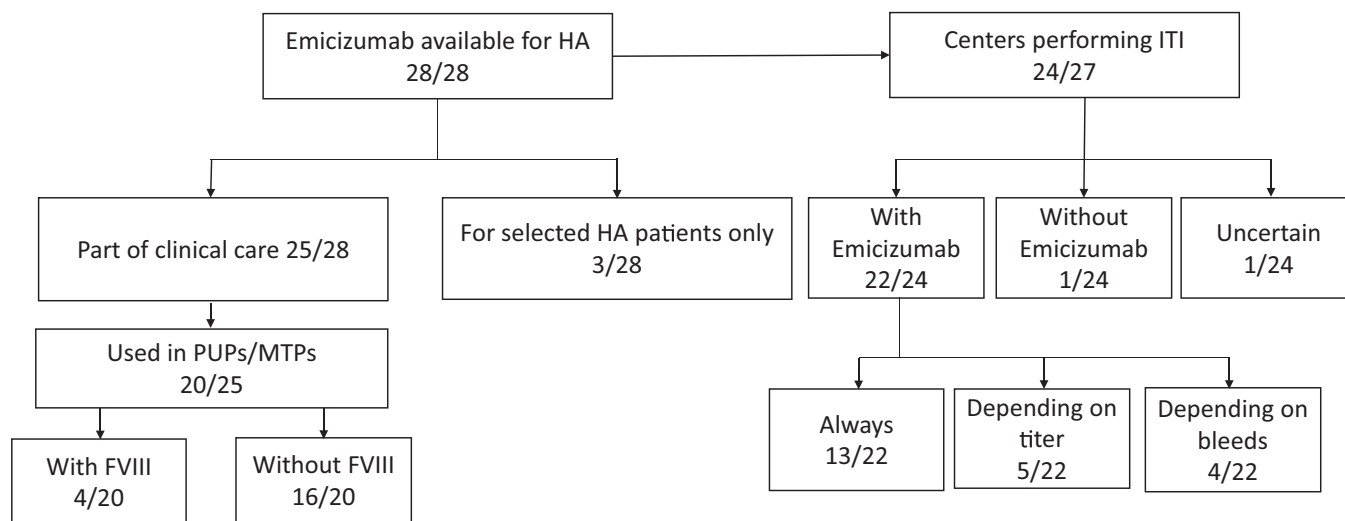 Emicizumab available for HA
28/28
Centers performing ITI
24/27
Part of clinical care 25/28
For selected HA patients only
3/28
With
Emicizumab
22/24
Without
Emicizumab
1/24
Uncertain
1/24
Used in PUPs/MTPs
20/25
Always
13/22
Depending on
titer
5/22
Depending on
bleeds
4/22
With FVIII
4/20
Without FVIII
16/20